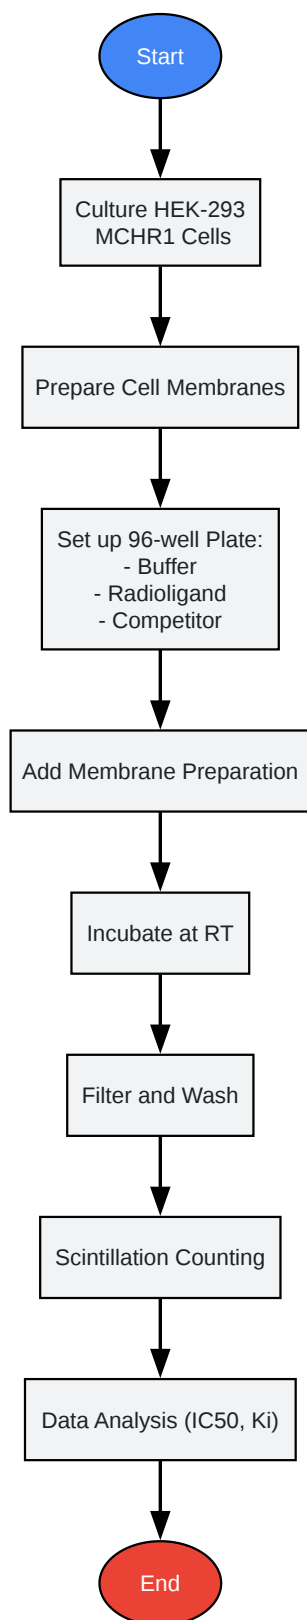 Start
Culture HEK-293
MCHR1 Cells
Prepare Cell Membranes
Set up 96-well Plate:
- Buffer
- Radioligand
- Competitor
Add Membrane Preparation
Incubate at RT
Filter and Wash
Scintillation Counting
Data Analysis (IC50, Ki)
End